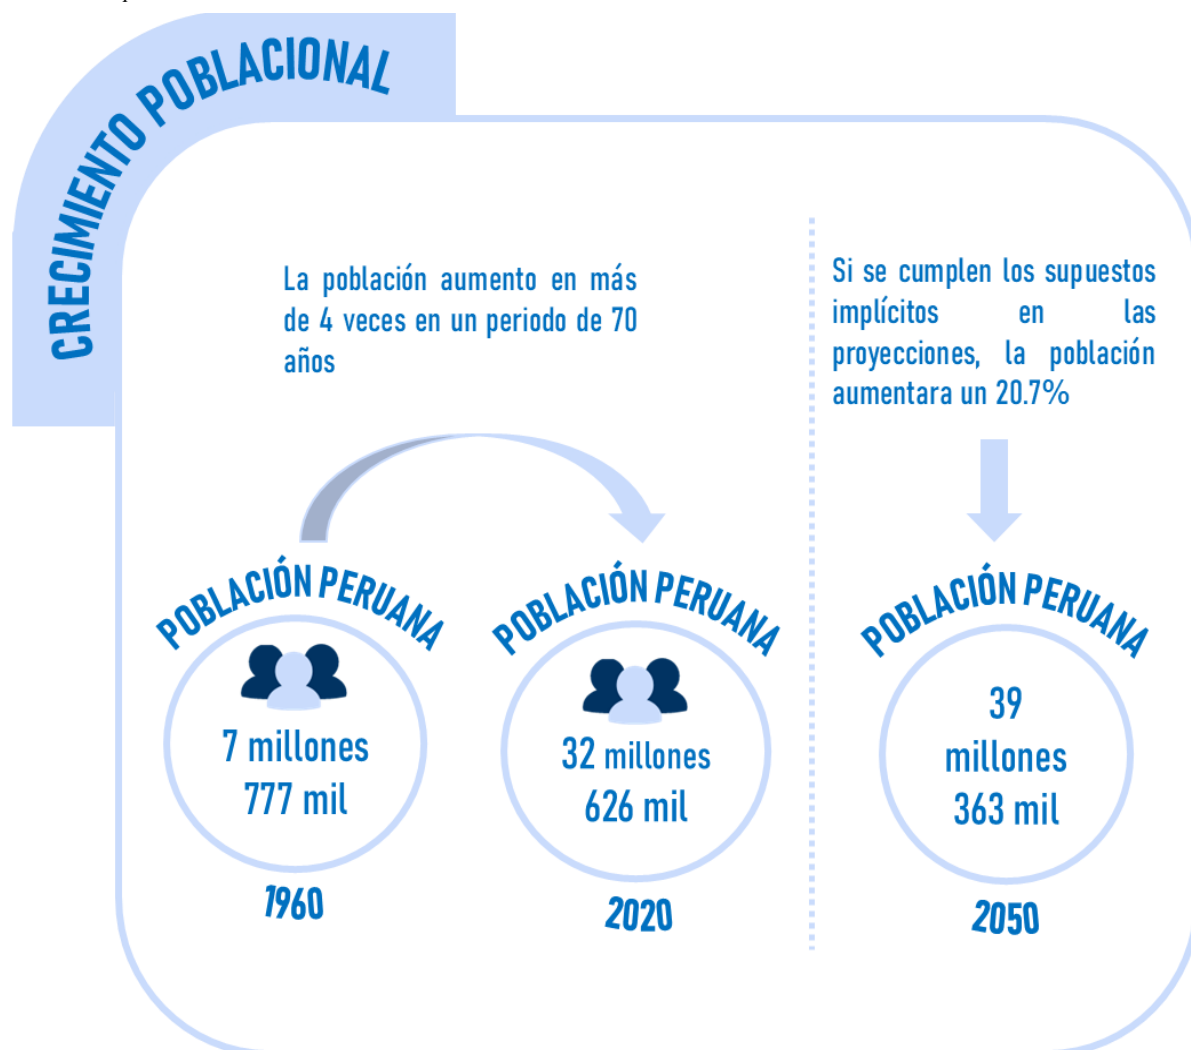 CRECIMIENTO POBLACIONAL
La población aumento en más
de 4 veces en un periodo de 70
años
Si se cumplen los supuestos
implícitos en las
proyecciones, la población
aumentara un 20.7%
POBLACIÓN PERUANA
7 millones
777 mil
1960
POBLACIÓN PERUANA
32 millones
626 mil
2020
POBLACIÓN PERUANA
39
millones
363 mil
2050